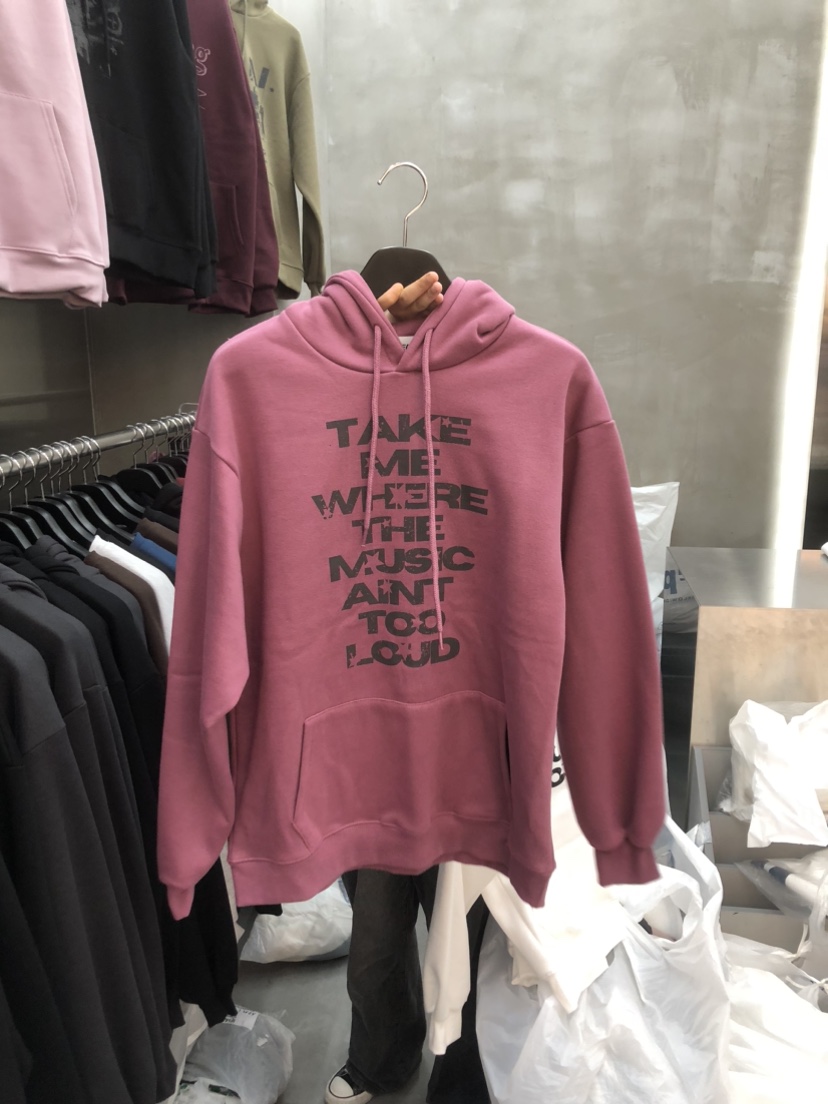 TAKE
ME
WHERE
THE
MUSIC
AINT
TOO
LOUD